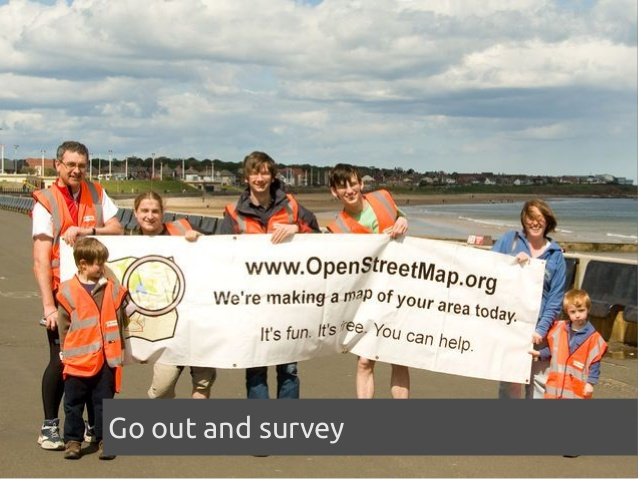 www.OpenStreetMap.org
We're making a map of your area today.
It's fun. It's free. You can help.
Go out and survey